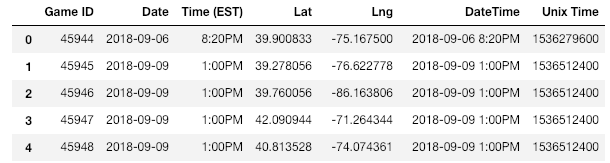 Game ID Date Time (EST) Lat Lng DateTime Unix Time
0 45944 2018-09-06 8:20PM 39.900833 -75.167500 2018-09-06 8:20PM 1536279600
1 45945 2018-09-09 1:00PM 39.278056 -76.622778 2018-09-09 1:00PM 1536512400
2 45946 2018-09-09 1:00PM 39.760056 -86.163806 2018-09-09 1:00PM 1536512400
3 45947 2018-09-09 1:00PM 42.090944 -71.264344 2018-09-09 1:00PM 1536512400
4 45948 2018-09-09 1:00PM 40.813528 -74.074361 2018-09-09 1:00PM 1536512400